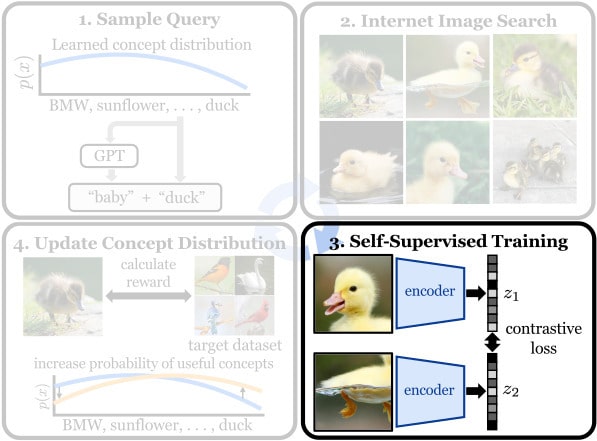 1. Sample Query
Learned concept distribution
p(x)
BMW, sunflower, . . . , duck
GPT
“baby” + “duck”
2. Internet Image Search
3. Self-Supervised Training
encoder
z1
contrastive
loss
encoder
z2
4. Update Concept Distribution
calculate
reward
target dataset
increase probability of useful concepts
p(x)
BMW, sunflower, . . . , duck